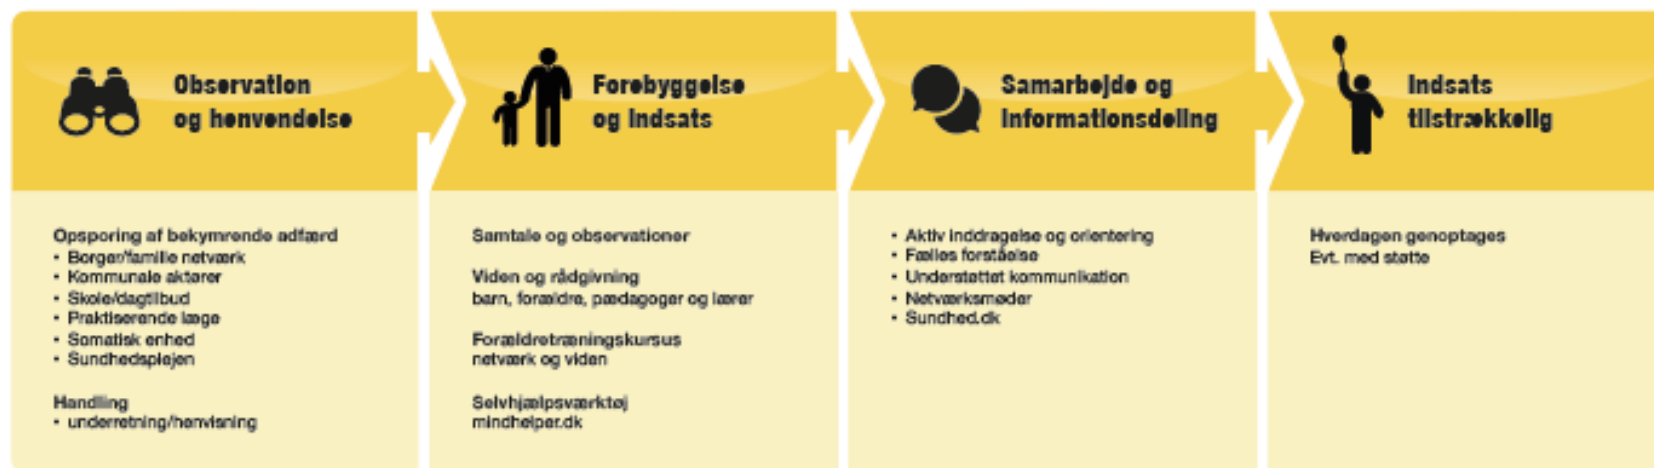 Observation
og henvendelse
Opsporing af bekymrende adfærd
• Borger/familie netværk
• Kommunale aktører
• Skole/dagtilbud
• Praktiserende læge
• Somatisk enhed
• Sundhedsplejen
Handling
• underretning/henvisning
Forebyggelse
og indsats
Samtale og observationer
Viden og rådgivning
barn, forældre, pædagoger og lærer
Forældretræningskursus
netværk og viden
Selvhjælpsværktøj
mindhelper.dk
Samarbejde og
informationsdeling
• Aktiv inddragelse og orientering
• Fælles forståelse
• Understøttet kommunikation
• Netværksmøder
• Sundhed.dk
Indsats
tilstrækkelig
Hverdagen genoptages
Evt. med støtte